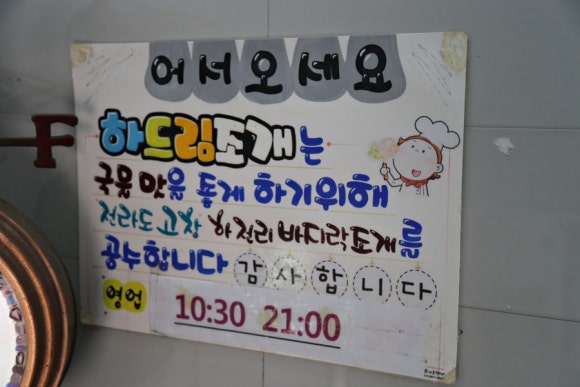 어서오세요
하드림조개는
국물 맛을 좋게 하기위해
전라도 고창 하전리 바지락조개를
공수합니다 감사합니다
영업 10:30 21:00
F